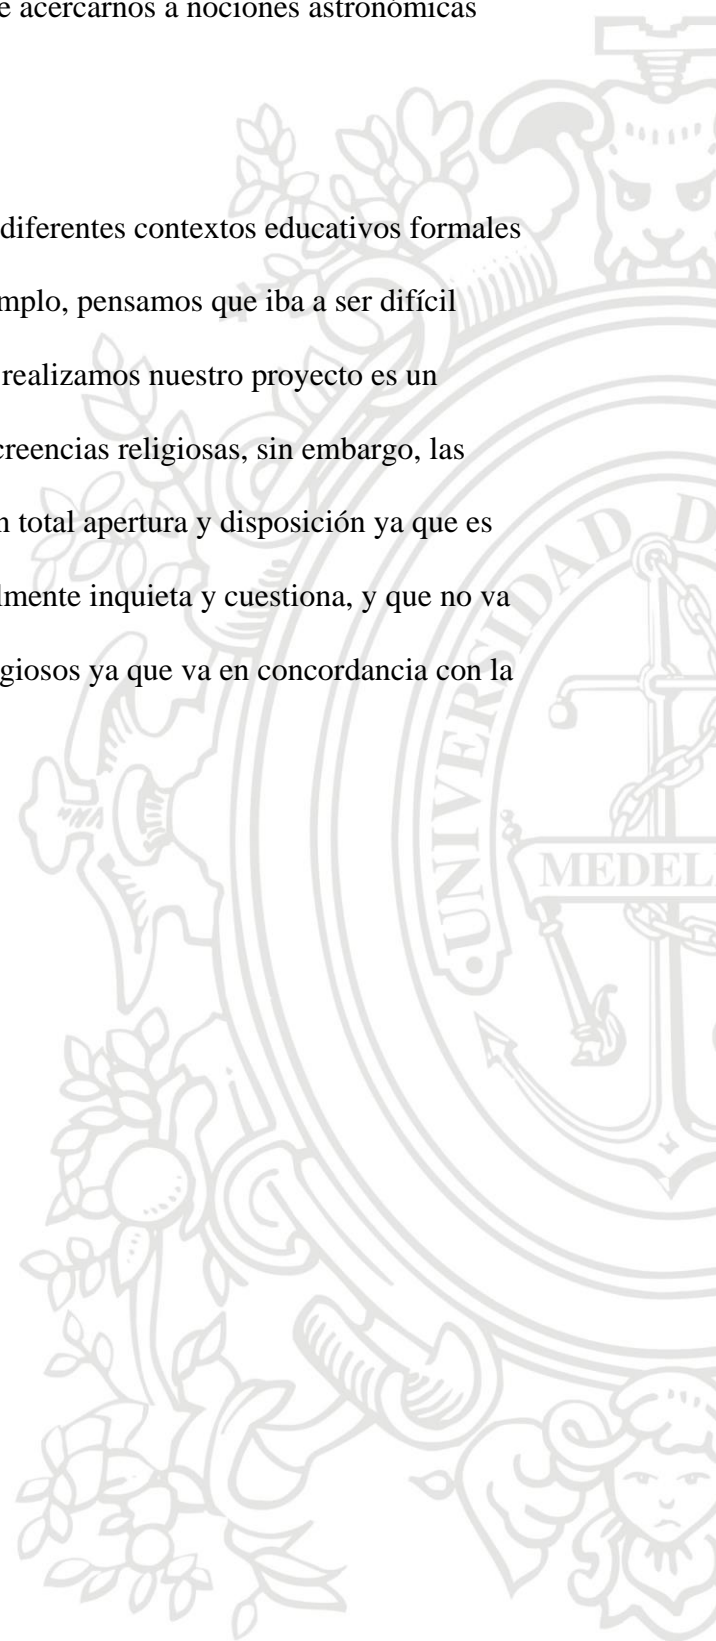 e acercarnos a nociones astronómicas
diferentes contextos educativos formales
mplo, pensamos que iba a ser difícil
realizamos nuestro proyecto es un
creencias religiosas, sin embargo, las
n total apertura y disposición ya que es
lmente inquieta y cuestiona, y que no va
giosos ya que va en concordancia con la
UNIVERSIDAD D
MEDEL